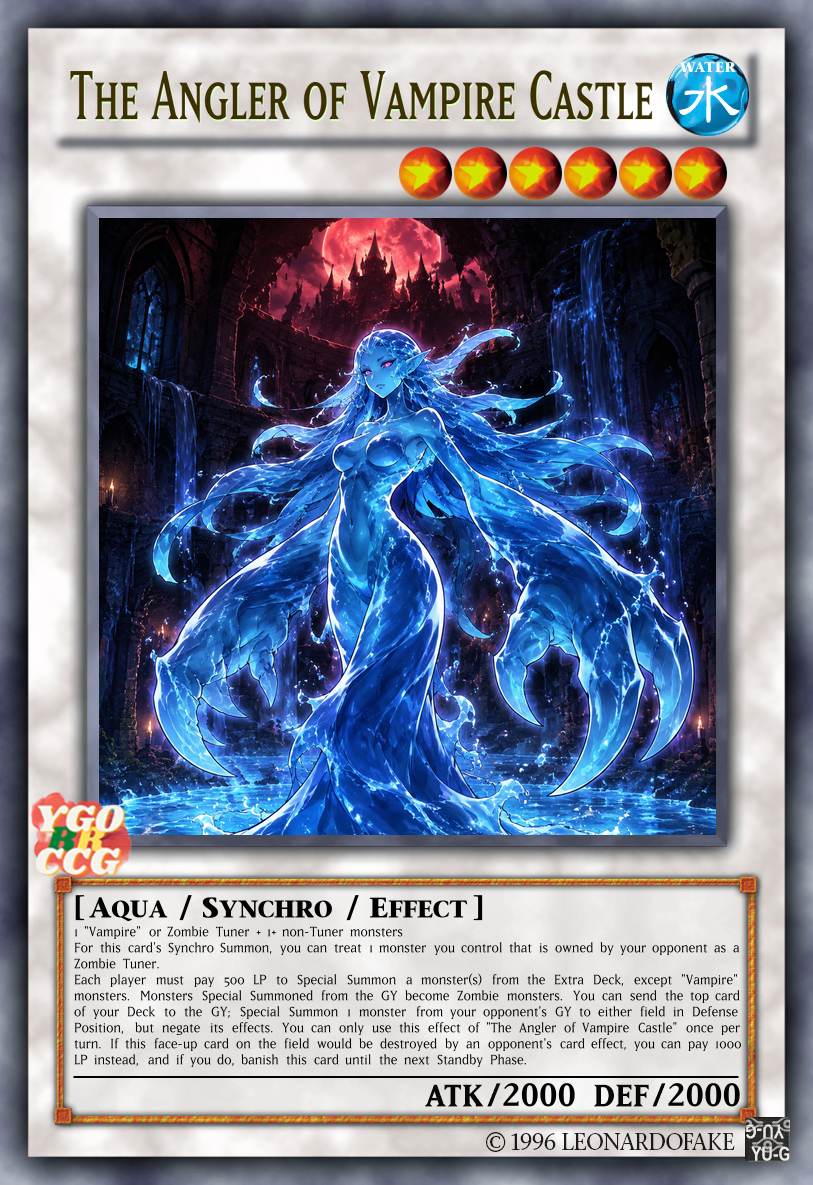 The Angler of Vampire Castle
WATER
水
YGO
RR
CCG
[ Aqua / Synchro / Effect ]
1 "Vampire" or Zombie Tuner + 1+ non-Tuner monsters
For this card's Synchro Summon, you can treat 1 monster you control that is owned by your opponent as a
Zombie Tuner.
Each player must pay 500 LP to Special Summon a monster(s) from the Extra Deck, except "Vampire"
monsters. Monsters Special Summoned from the GY become Zombie monsters. You can send the top card
of your Deck to the GY; Special Summon 1 monster from your opponent's GY to either field in Defense
Position, but negate its effects. You can only use this effect of "The Angler of Vampire Castle" once per
turn. If this face-up card on the field would be destroyed by an opponent's card effect, you can pay 1000
LP instead, and if you do, banish this card until the next Standby Phase.
ATK/2000 DEF/2000
© 1996 LEONARDOFAKE
YU-G